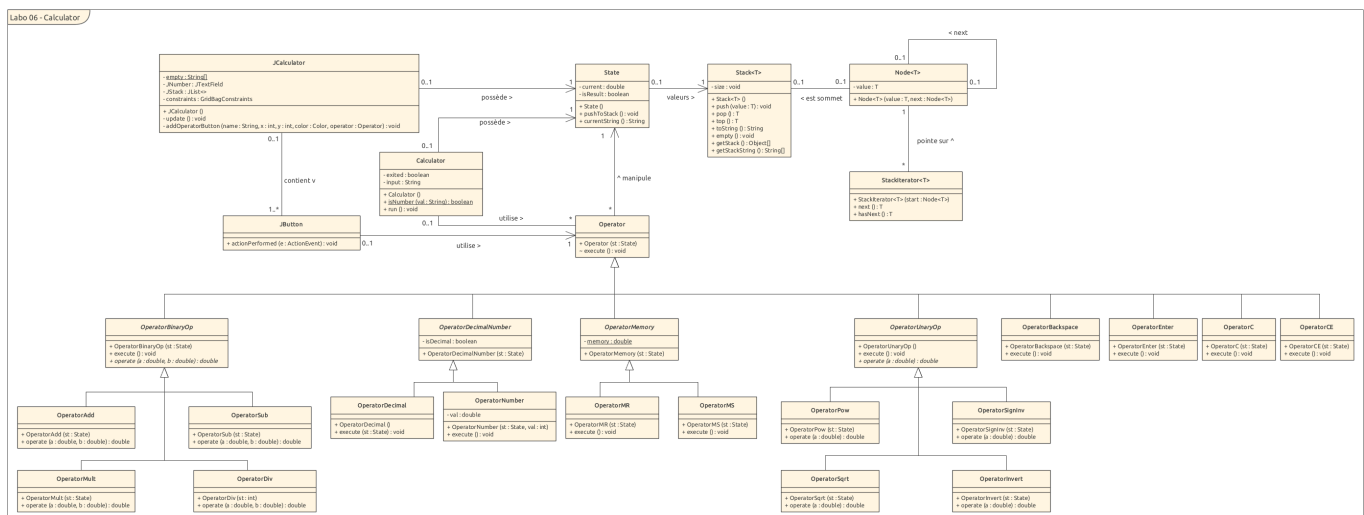 Labo 06 - Calculator
< next
JCalculator
- empty : String[]
- JNumber : JTextField
- JStack : JList<>
- constraints : GridBagConstraints
+ JCalculator ()
- update () : void
- addOperatorButton (name : String, x : int, y : int, color : Color, operator : Operator) : void
0..1
possède >
1
State
- current : double
- isResult : boolean
+ State ()
+ pushToStack () : void
+ currentString () : String
0..1
valeurs >
1
Stack<T>
- size : void
+ Stack<T> ()
+ push (value : T) : void
+ pop () : T
+ top () : T
+ toString () : String
+ empty () : void
+ getStack () : Object[]
+ getStackString () : String[]
0..1
< est sommet
0..1
0..1
Node<T>
- value : T
+ Node<T> (value : T, next : Node<T>)
0..1
1
pointe sur ^
*
StackIterator<T>
+ StackIterator<T> (start : Node<T>)
+ next () : T
+ hasNext () : T
possède >
1
0..1
Calculator
- exited : boolean
- input : String
+ Calculator ()
+ isNumber (val : String) : boolean
+ run () : void
0..1
utilise >
*
1
^ manipule
*
0..1
contient v
1..*
JButton
+ actionPerformed (e : ActionEvent) : void
0..1
utilise >
1
Operator
+ Operator (st : State)
~ execute () : void
OperatorBinaryOp
+ OperatorBinaryOp (st : State)
+ execute () : void
+ operate (a : double, b : double) : double
OperatorDecimalNumber
- isDecimal : boolean
+ OperatorDecimalNumber (st : State)
OperatorMemory
- memory : double
+ OperatorMemory (st : State)
OperatorUnaryOp
+ OperatorUnaryOp ()
+ execute () : void
+ operate (a : double) : double
OperatorBackspace
+ OperatorBackspace (st : State)
+ execute () : void
OperatorEnter
+ OperatorEnter (st : State)
+ execute () : void
OperatorC
+ OperatorC (st : State)
+ execute () : void
OperatorCE
+ OperatorCE (st : State)
+ execute () : void
OperatorAdd
+ OperatorAdd (st : State)
+ operate (a : double, b : double) : double
OperatorSub
+ OperatorSub (st : State)
+ operate (a : double, b : double) : double
OperatorDecimal
+ OperatorDecimal ()
+ execute (st : State) : void
OperatorNumber
- val : double
+ OperatorNumber (st : State, val : int)
+ execute () : void
OperatorMR
+ OperatorMR (st : State)
+ execute () : void
OperatorMS
+ OperatorMS (st : State)
+ execute () : void
OperatorPow
+ OperatorPow (st : State)
+ operate (a : double) : double
OperatorSignInv
+ OperatorSignInv (st : State)
+ operate (a : double) : double
OperatorMult
+ OperatorMult (st : State)
+ operate (a : double, b : double) : double
OperatorDiv
+ OperatorDiv (st : int)
+ operate (a : double, b : double) : double
OperatorSqrt
+ OperatorSqrt (st : State)
+ operate (a : double) : double
OperatorInvert
+ OperatorInvert (st : State)
+ operate (a : double) : double